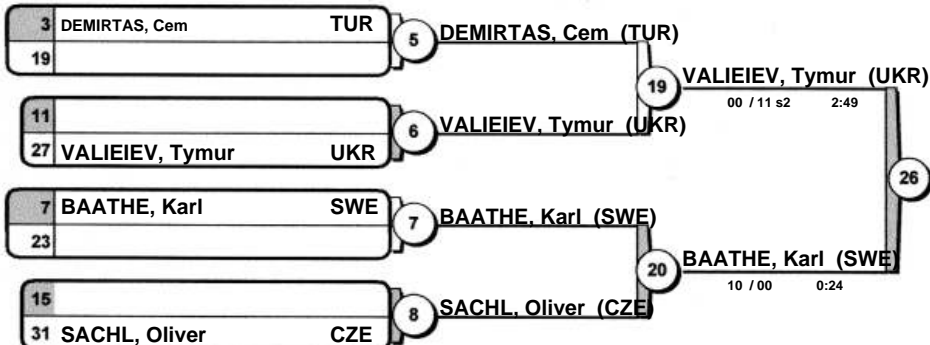 3 DEMIRTAS, Cem TUR
19
5
DEMIRTAS, Cem (TUR)
11
27 VALIEIEV, Tymur UKR
6
VALIEIEV, Tymur (UKR)
19
VALIEIEV, Tymur (UKR)
00 / 11 s2 2:49
7 BAATHE, Karl SWE
23
7
BAATHE, Karl (SWE)
15
31 SACHL, Oliver CZE
8
SACHL, Oliver (CZE)
20
BAATHE, Karl (SWE)
10 / 00 0:24
26